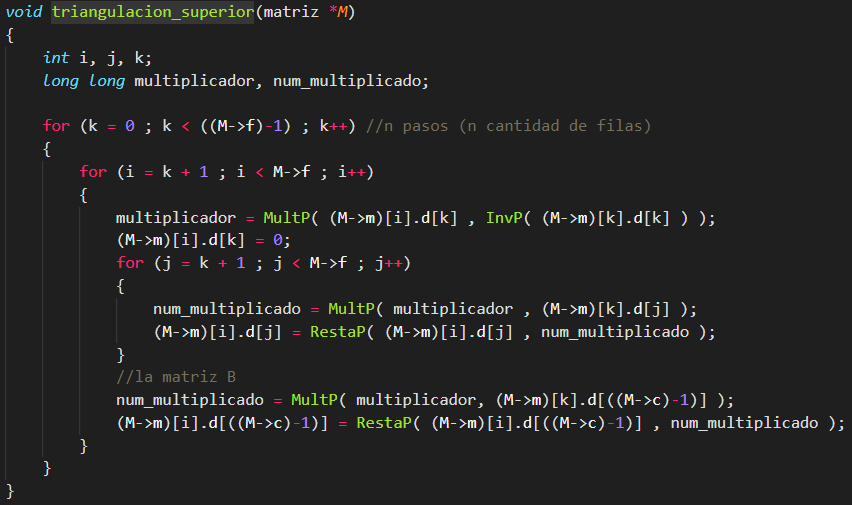 void triangulacion_superior(matriz *M)
{
    int i, j, k;
    long long multiplicador, num_multiplicado;

    for (k = 0 ; k < ((M->f)-1) ; k++) //n pasos (n cantidad de filas)
    {
        for (i = k + 1 ; i < M->f ; i++)
        {
            multiplicador = MultP( (M->m)[i].d[k] , InvP( (M->m)[k].d[k] ) );
            (M->m)[i].d[k] = 0;
            for (j = k + 1 ; j < M->f ; j++)
            {
                num_multiplicado = MultP( multiplicador , (M->m)[k].d[j] );
                (M->m)[i].d[j] = RestaP( (M->m)[i].d[j] , num_multiplicado );
            }
            //la matriz B
            num_multiplicado = MultP( multiplicador, (M->m)[k].d[((M->c)-1)] );
            (M->m)[i].d[((M->c)-1)] = RestaP( (M->m)[i].d[((M->c)-1)] , num_multiplicado );
        }
    }
}